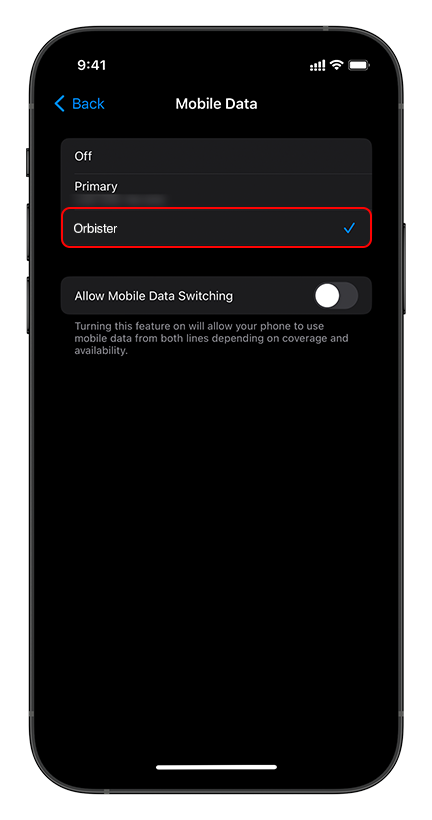 9:41
Back
Mobile Data
Off
Primary
Orbister
Allow Mobile Data Switching
Turning this feature on will allow your phone to use
mobile data from both lines depending on coverage and
availability.